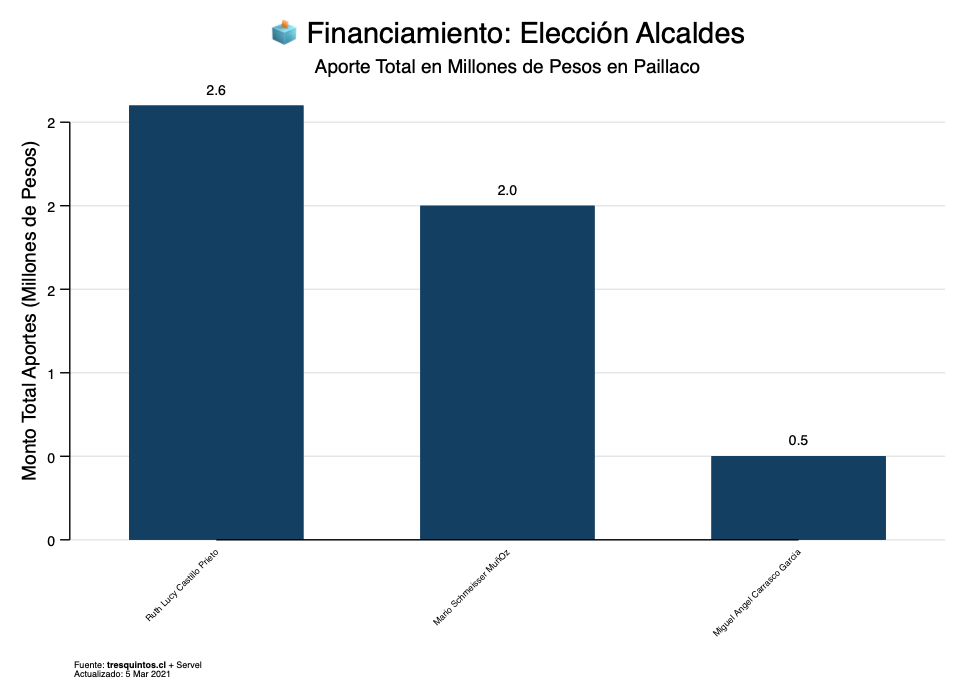 Financiamiento: Elección Alcaldes
Aporte Total en Millones de Pesos en Paillaco
Monto Total Aportes (Millones de Pesos)
2
2
2
1
0
0
2.6
2.0
0.5
Ruth Lucy Castillo Prieto
Mario Schmeisser MuñOz
Miguel Angel Carrasco Garcia
Fuente: tresquintos.cl + Servel
Actualizado: 5 Mar 2021